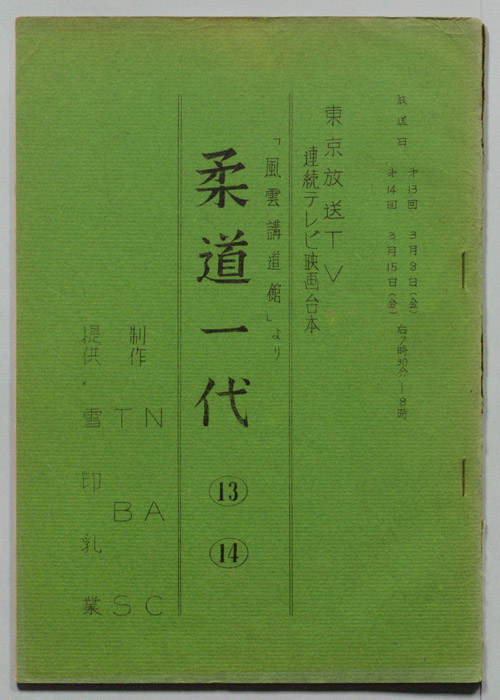 放送日
第13回 3月8日(金)
第14回 3月15日(金)
后7時30分—8時
東京放送TV
連続テレビ映画台本
「風雲講道館」より
柔道一代
⑬
⑭
制作
NAC
TBS
提供・雪印乳業